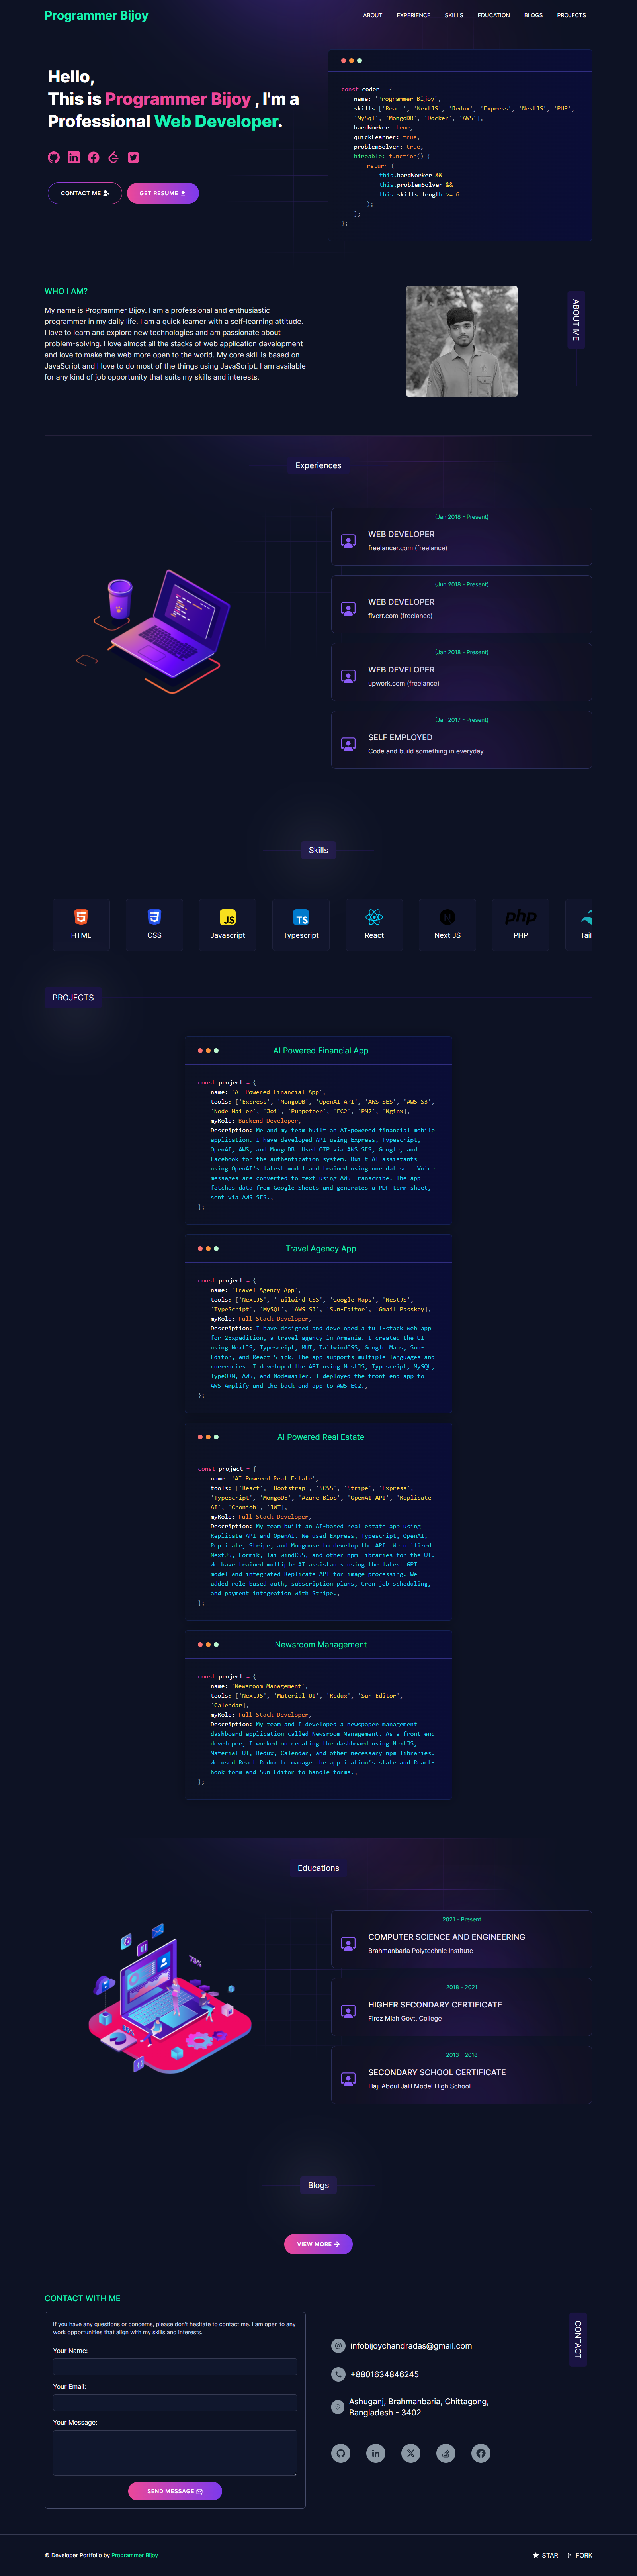 Programmer Bijoy
ABOUT EXPERIENCE SKILLS EDUCATION BLOGS PROJECTS
Hello,
This is Programmer Bijoy , I'm a
Professional Web Developer.
CONTACT ME
GET RESUME
const coder = {
name: 'Programmer Bijoy',
skills:['React', 'NextJS', 'Redux', 'Express', 'NestJS', 'PHP',
'MySql', 'MongoDB', 'Docker', 'AWS'],
hardWorker: true,
quickLearner: true,
problemSolver: true,
hireable: function() {
return (
this.hardWorker &&
this.problemSolver &&
this.skills.length >= 6
);
};
};
WHO I AM?
My name is Programmer Bijoy. I am a professional and enthusiastic
programmer in my daily life. I am a quick learner with a self-learning attitude.
I love to learn and explore new technologies and am passionate about
problem-solving. I love almost all the stacks of web application development
and love to make the web more open to the world. My core skill is based on
JavaScript and I love to do most of the things using JavaScript. I am available
for any kind of job opportunity that suits my skills and interests.
ABOUT ME
Experiences
(Jan 2018 - Present)
WEB DEVELOPER
freelancer.com (freelance)
(Jun 2018 - Present)
WEB DEVELOPER
fiverr.com (freelance)
(Jan 2018 - Present)
WEB DEVELOPER
upwork.com (freelance)
(Jan 2017 - Present)
SELF EMPLOYED
Code and build something in everyday.
Skills
JS
TS
php
HTML
CSS
Javascript
Typescript
React
Next JS
PHP
Tail
PROJECTS
AI Powered Financial App
const project = {
name: 'AI Powered Financial App',
tools: ['Express', 'MongoDB', 'OpenAI API', 'AWS SES', 'AWS S3',
'Node Mailer', 'Joi', 'Puppeteer', 'EC2', 'PM2', 'Nginx],
myRole: Backend Developer,
Description: Me and my team built an AI-powered financial mobile
application. I have developed API using Express, Typescript,
OpenAI, AWS, and MongoDB. Used OTP via AWS SES, Google, and
Facebook for the authentication system. Built AI assistants
using OpenAI's latest model and trained using our dataset. Voice
messages are converted to text using AWS Transcribe. The app
fetches data from Google Sheets and generates a PDF term sheet,
sent via AWS SES.,
};
Travel Agency App
const project = {
name: 'Travel Agency App',
tools: ['NextJS', 'Tailwind CSS', 'Google Maps', 'NestJS',
'TypeScript', 'MySQL', 'AWS S3', 'Sun-Editor', 'Gmail Passkey],
myRole: Full Stack Developer,
Description: I have designed and developed a full-stack web app
for 2Expedition, a travel agency in Armenia. I created the UI
using NextJS, Typescript, MUI, TailwindCSS, Google Maps, Sun-
Editor, and React Slick. The app supports multiple languages and
currencies. I developed the API using NestJS, Typescript, MySQL,
TypeORM, AWS, and Nodemailer. I deployed the front-end app to
AWS Amplify and the back-end app to AWS EC2.,
};
AI Powered Real Estate
const project = {
name: 'AI Powered Real Estate',
tools: ['React', 'Bootstrap', 'SCSS', 'Stripe', 'Express',
'TypeScript', 'MongoDB', 'Azure Blob', 'OpenAI API', 'Replicate
AI', 'Cronjob', 'JWT],
myRole: Full Stack Developer,
Description: My team built an AI-based real estate app using
Replicate API and OpenAI. We used Express, Typescript, OpenAI,
Replicate, Stripe, and Mongoose to develop the API. We utilized
NextJS, Formik, TailwindCSS, and other npm libraries for the UI.
We have trained multiple AI assistants using the latest GPT
model and integrated Replicate API for image processing. We
added role-based auth, subscription plans, Cron job scheduling,
and payment integration with Stripe.,
};
Newsroom Management
const project = {
name: 'Newsroom Management',
tools: ['NextJS', 'Material UI', 'Redux', 'Sun Editor',
'Calendar],
myRole: Full Stack Developer,
Description: My team and I developed a newspaper management
dashboard application called Newsroom Management. As a front-end
developer, I worked on creating the dashboard using NextJS,
Material UI, Redux, Calendar, and other necessary npm libraries.
We used React Redux to manage the application's state and React-
hook-form and Sun Editor to handle forms.,
};
Educations
2021 - Present
COMPUTER SCIENCE AND ENGINEERING
Brahmanbaria Polytechnic Institute
2018 - 2021
HIGHER SECONDARY CERTIFICATE
Firoz Miah Govt. College
2013 - 2018
SECONDARY SCHOOL CERTIFICATE
Haji Abdul Jalil Model High School
Blogs
VIEW MORE
CONTACT WITH ME
If you have any questions or concerns, please don't hesitate to contact me. I am open to any
work opportunities that align with my skills and interests.
Your Name:
Your Email:
Your Message:
SEND MESSAGE
infobijoychandradas@gmail.com
+8801634846245
Ashuganj, Brahmanbaria, Chittagong,
Bangladesh - 3402
CONTACT
© Developer Portfolio by Programmer Bijoy
STAR
FORK